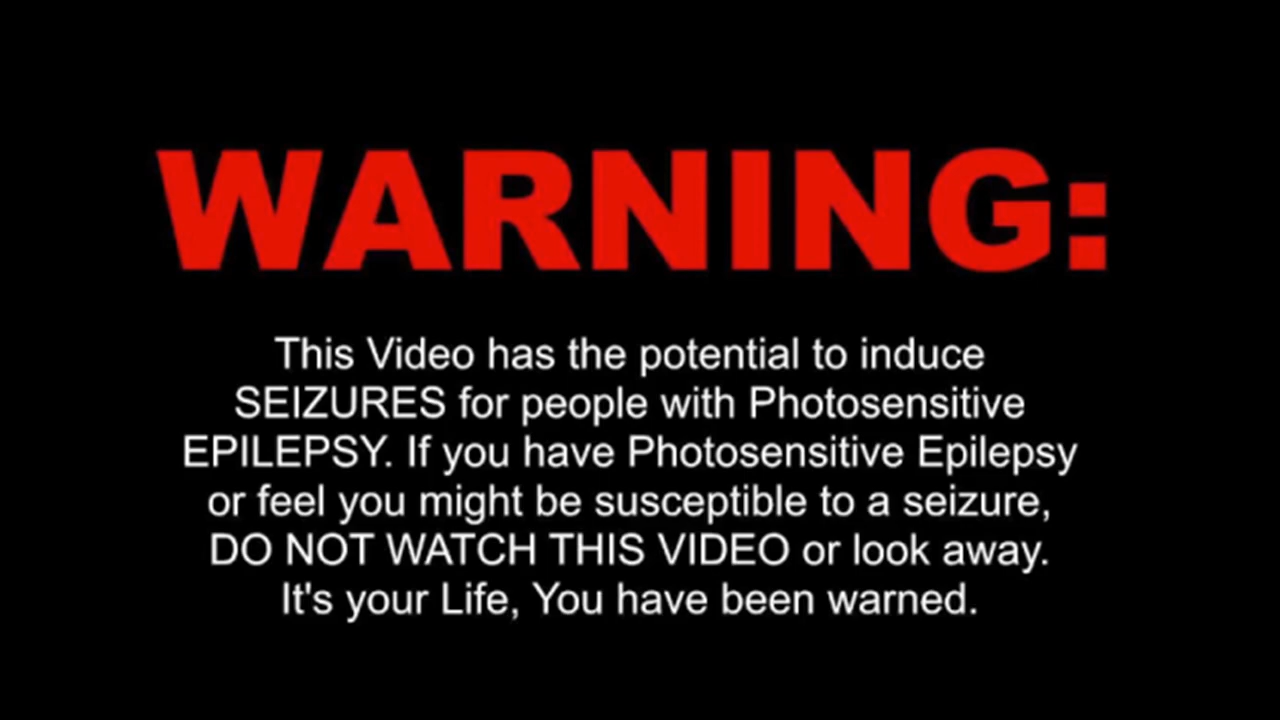 WARNING:
This Video has the potential to induce
SEIZURES for people with Photosensitive
EPILEPSY. If you have Photosensitive Epilepsy
or feel you might be susceptible to a seizure,
DO NOT WATCH THIS VIDEO or look away.
It's your Life, You have been warned.